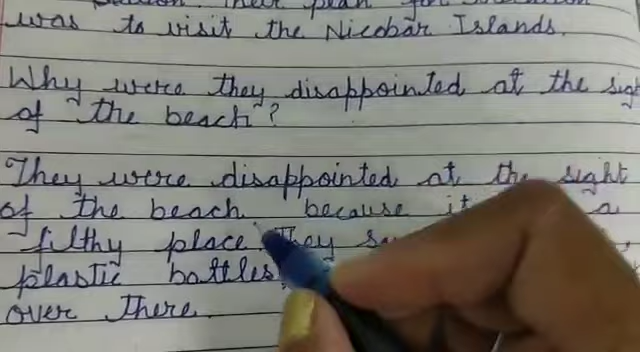 was to visit the Nicobar Islands.
Why were they disappointed at the
of the beach?
They were disappointed at the sight
of the beach because it a
filthy place. They
plastic bottles
over there.